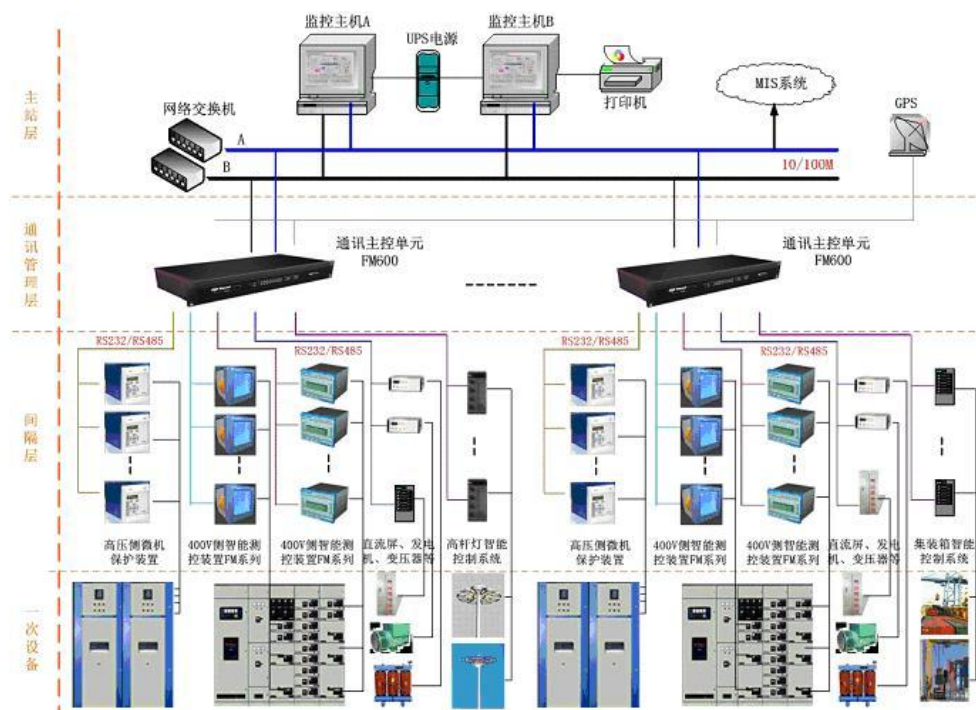 监控主机A
UPS电源
监控主机B
打印机
MIS系统
GPS
网络交换机
A
B
10/100M
主站层
通讯管理层
通讯主控单元
FM600
通讯主控单元
FM600
RS232/RS485
RS232/RS485
RS232/RS485
RS232/RS485
间隔层
高压侧微机
保护装置
400V侧智能测
控装置FM系列
400V侧智能测
控装置FM系列
直流屏、发电
机、变压器等
高杆灯智能
控制系统
高压侧微机
保护装置
400V侧智能测
控装置FM系列
400V侧智能测
控装置FM系列
直流屏、发电
机、变压器等
集装箱智能
控制系统
一次设备